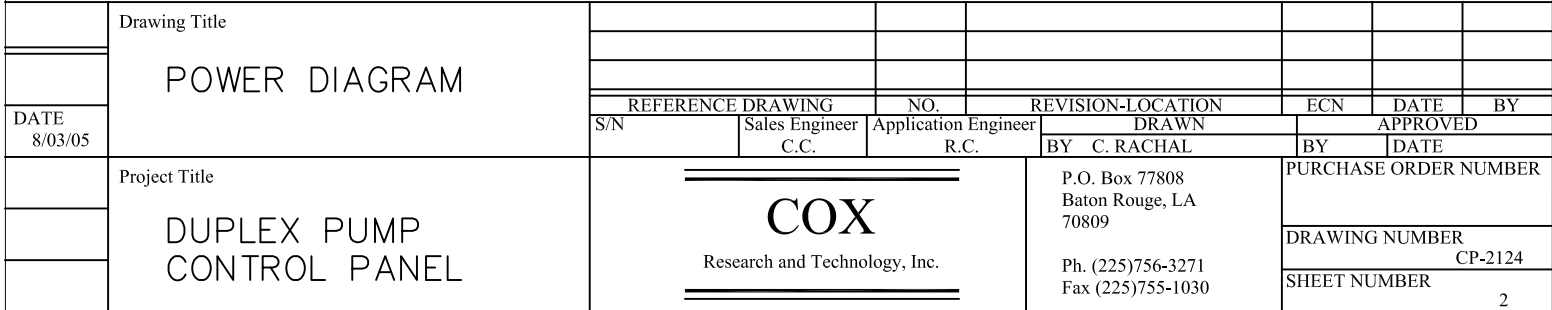 Drawing Title
POWER DIAGRAM
DATE
8/03/05
REFERENCE DRAWING NO. REVISION-LOCATION ECN DATE BY
S/N Sales Engineer Application Engineer DRAWN APPROVED
C.C. R.C. BY C. RACHAL BY DATE
Project Title
DUPLEX PUMP
CONTROL PANEL
COX
Research and Technology, Inc.
P.O. Box 77808
Baton Rouge, LA
70809
Ph. (225)756-3271
Fax (225)755-1030
PURCHASE ORDER NUMBER
DRAWING NUMBER
CP-2124
SHEET NUMBER
2